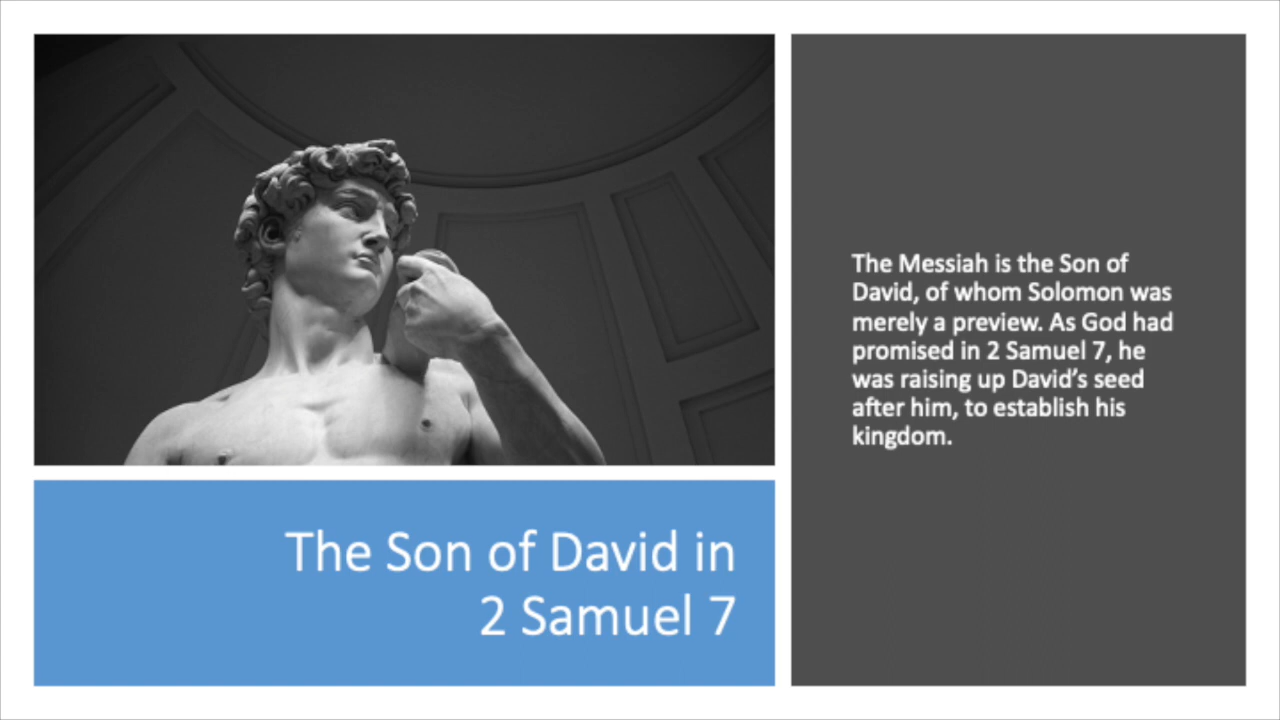 The Son of David in
2 Samuel 7
The Messiah is the Son of
David, of whom Solomon was
merely a preview. As God had
promised in 2 Samuel 7, he
was raising up David’s seed
after him, to establish his
kingdom.